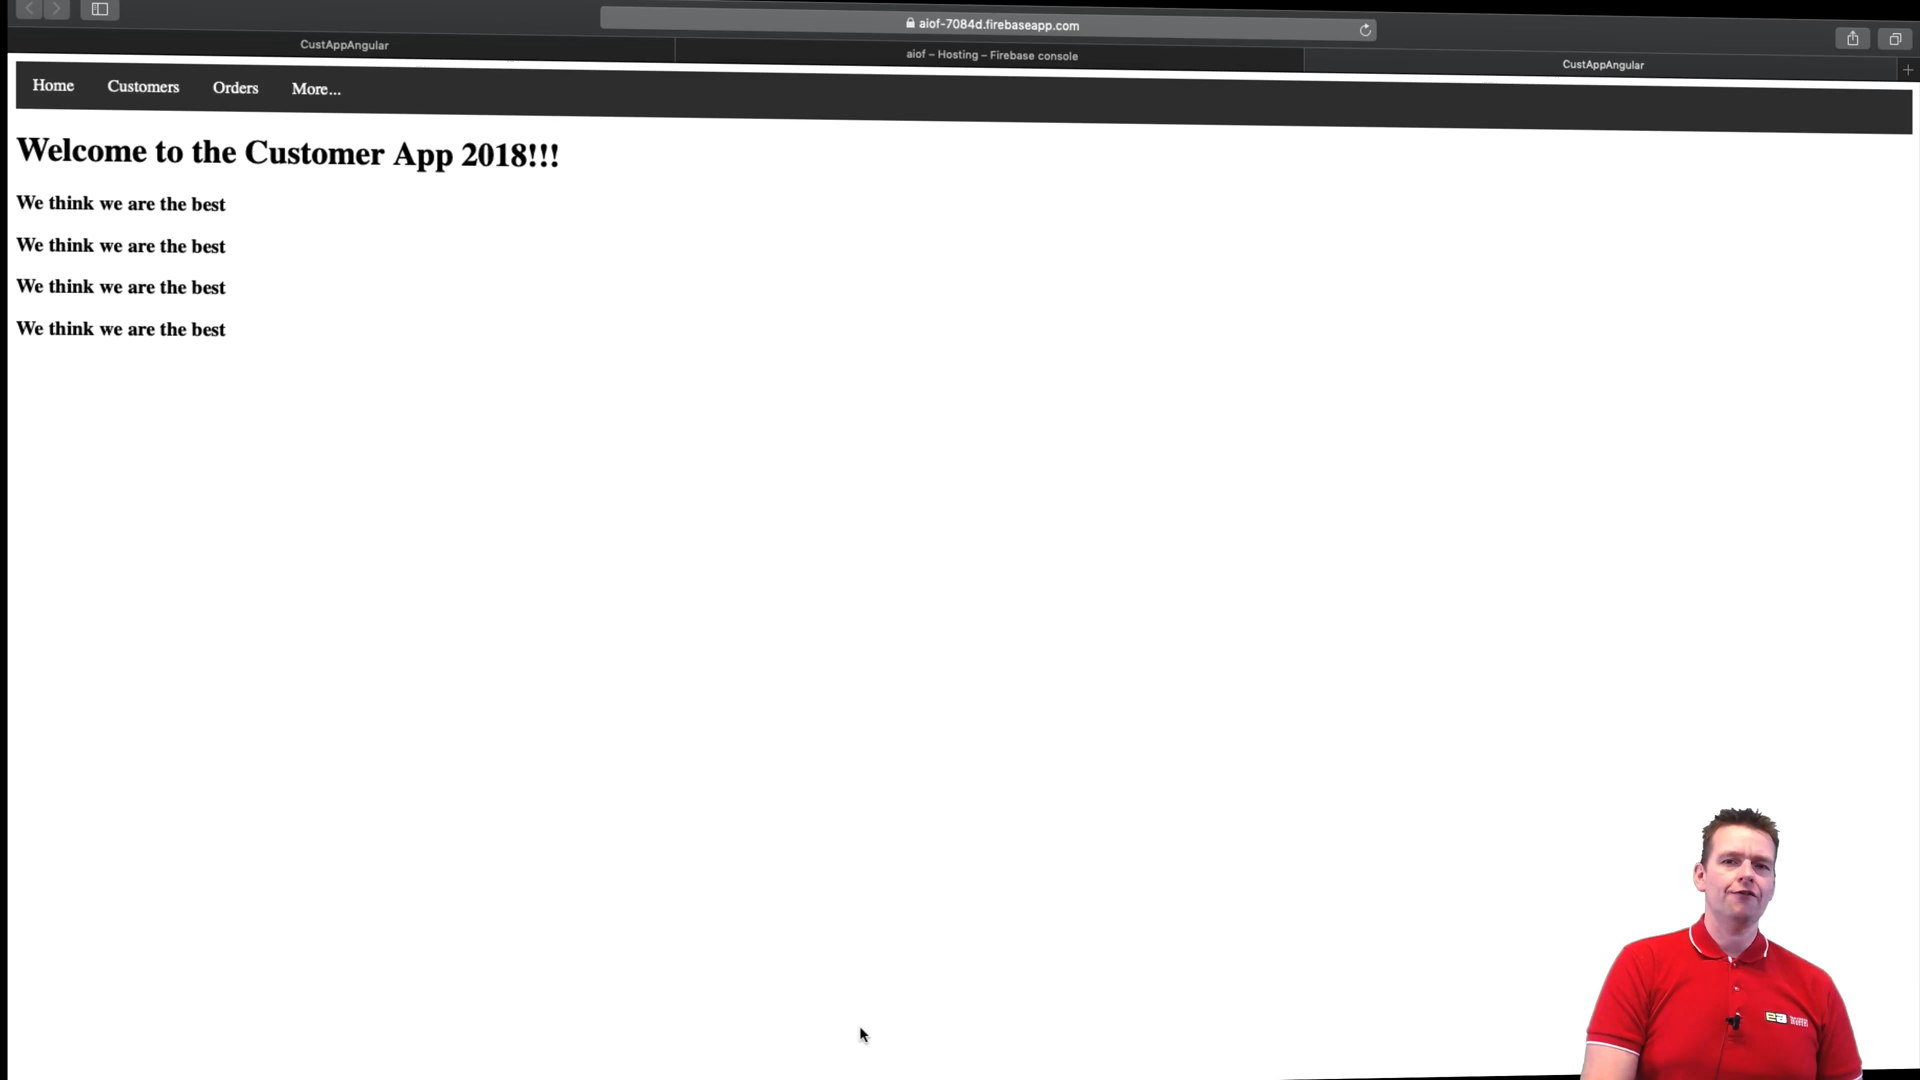 aiof-7084d.firebaseapp.com
CustAppAngular
aiof – Hosting – Firebase console
CustAppAngular
Home Customers Orders More...
Welcome to the Customer App 2018!!!
We think we are the best
We think we are the best
We think we are the best
We think we are the best
ea